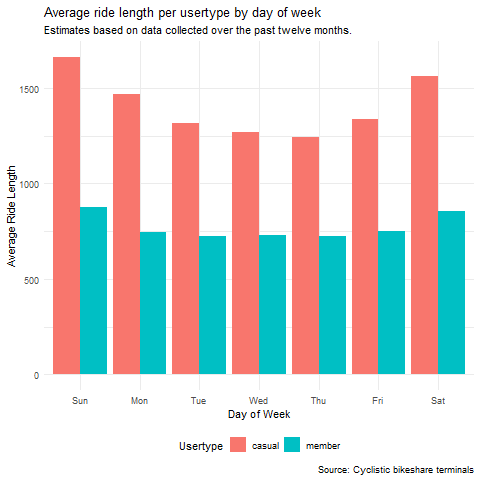 Average ride length per usertype by day of week
Estimates based on data collected over the past twelve months.
1500
1000
500
0
Average Ride Length
Sun Mon Tue Wed Thu Fri Sat
Day of Week
Usertype casual member
Source: Cyclistic bikeshare terminals